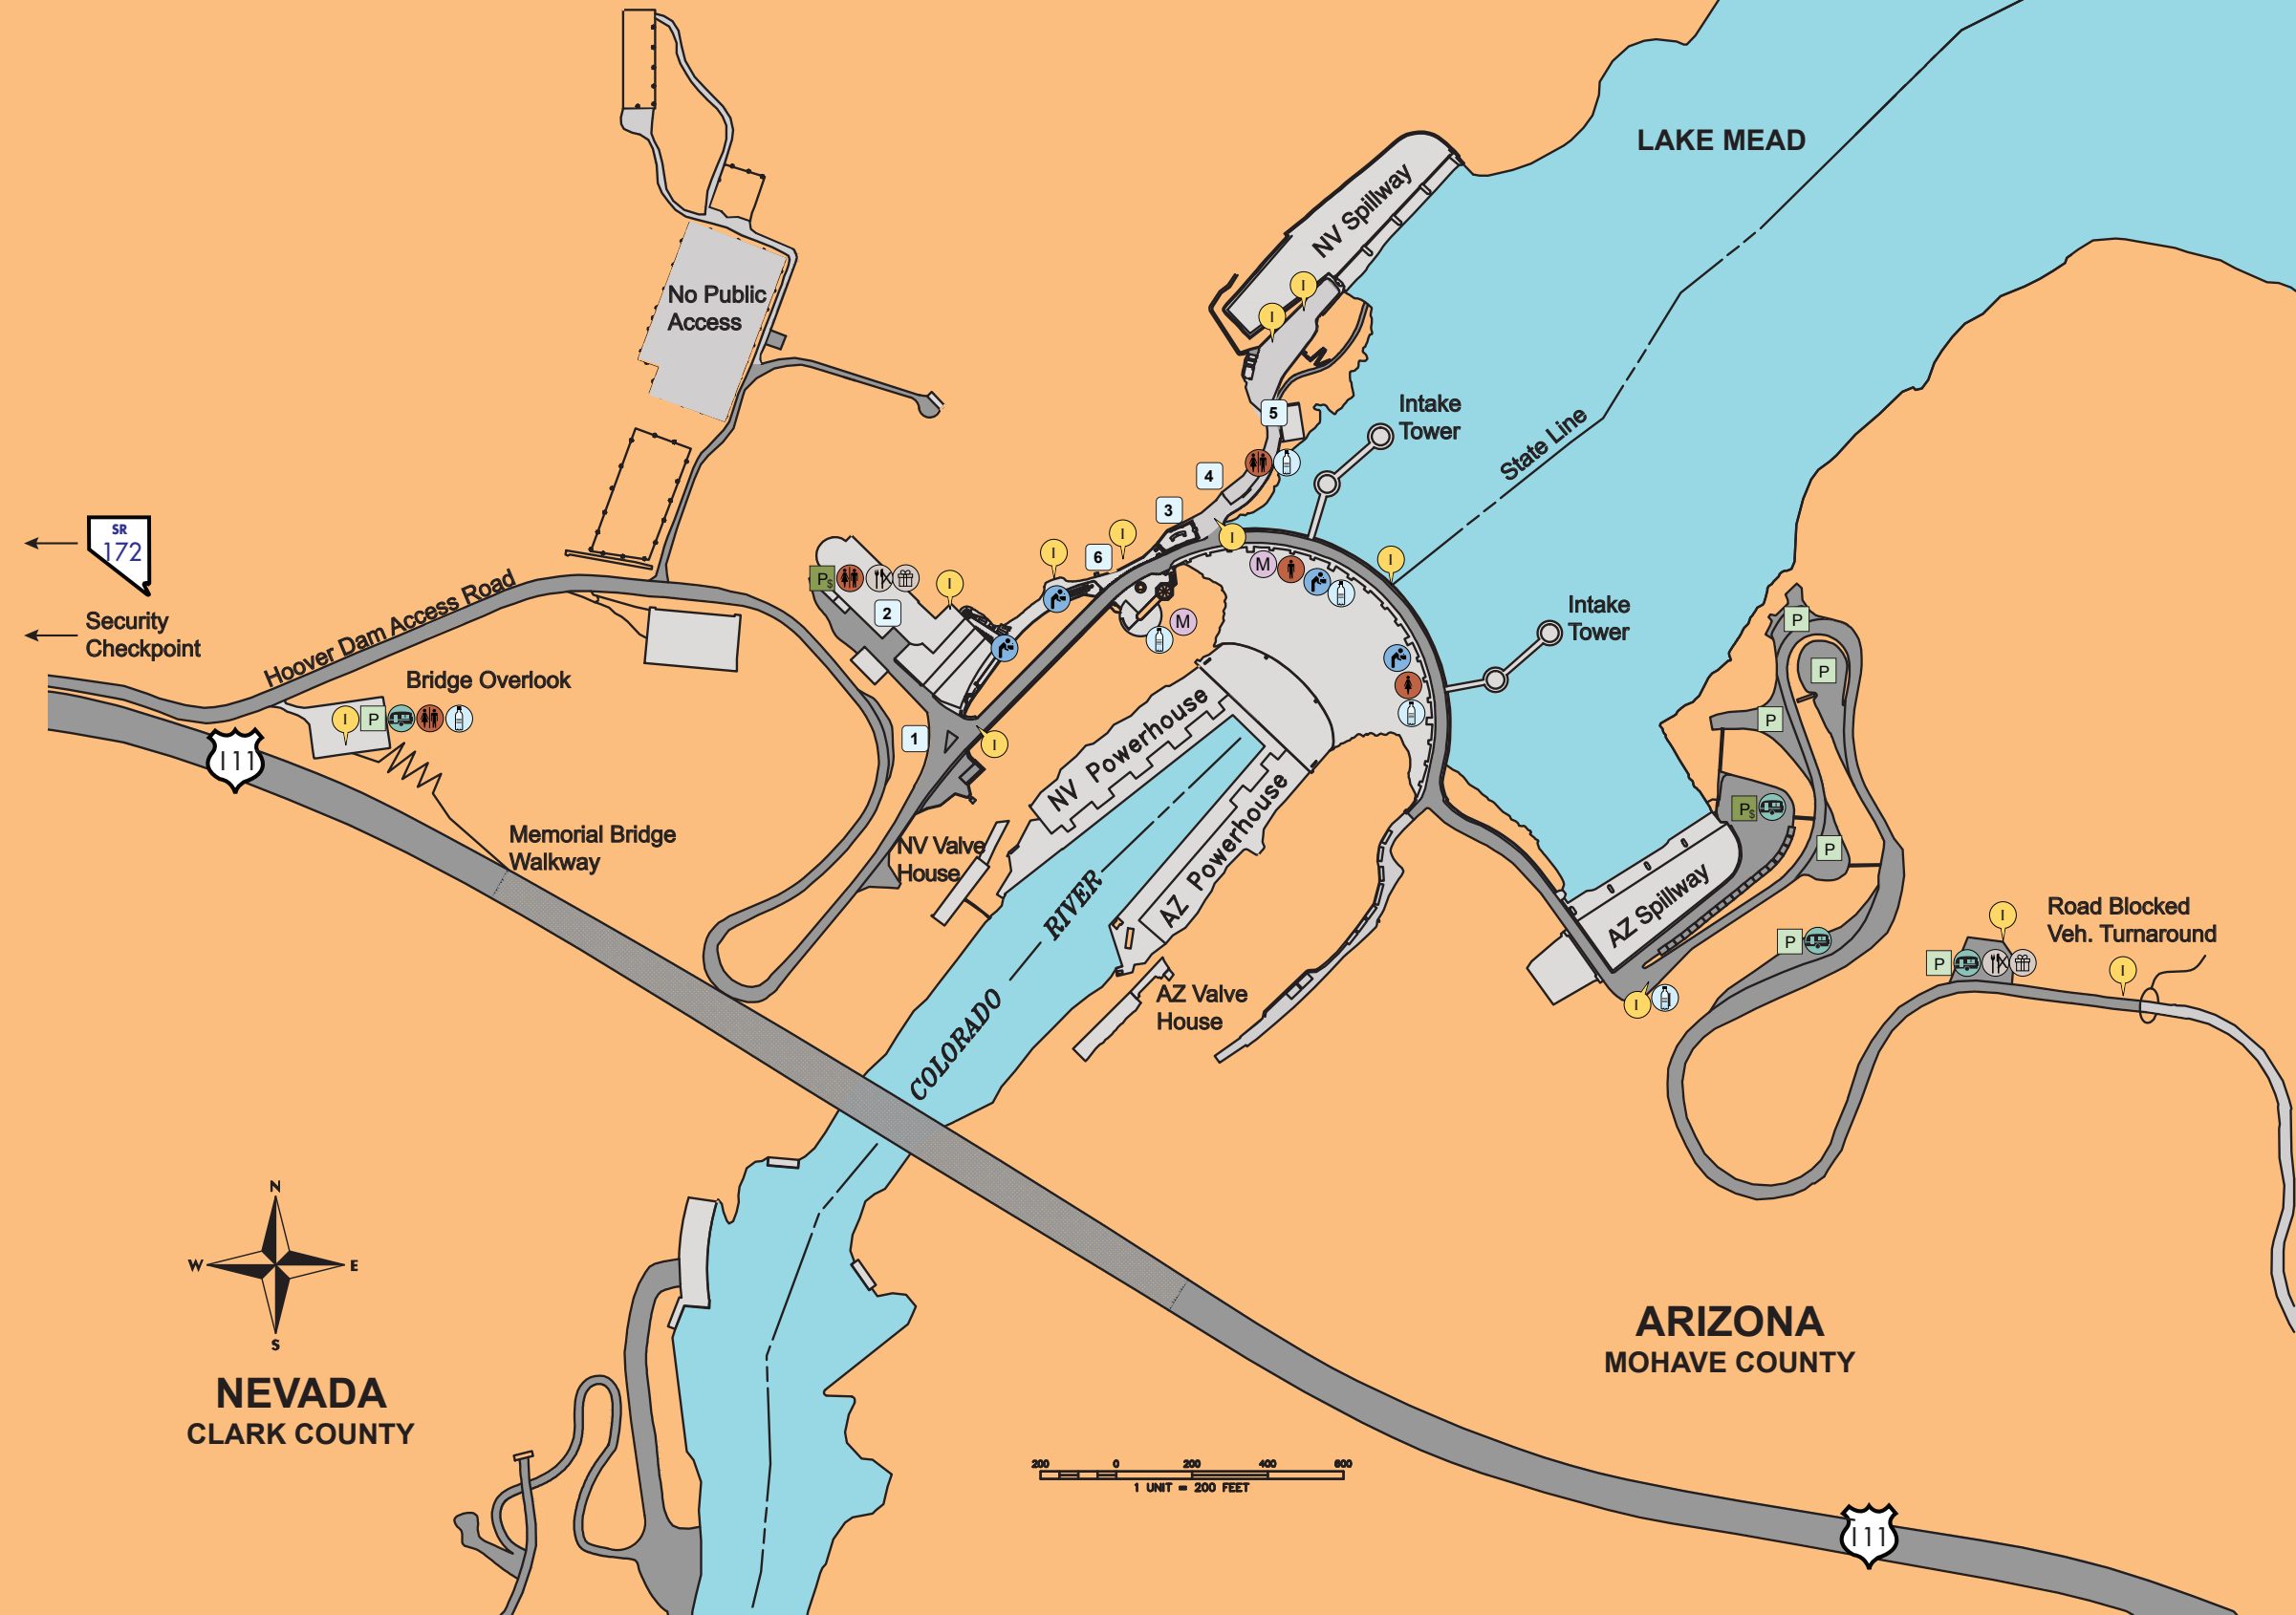 LAKE MEAD
NV Spillway
No Public
Access
Intake
Tower
State Line
5
4
3
6
SR
172
Security
Checkpoint
Hoover Dam Access Road
P$
I
2
M
Intake
Tower
P
Bridge Overlook
I
P
111
1
I
NV Powerhouse
AZ Powerhouse
Memorial Bridge
Walkway
NV Valve
House
COLORADO RIVER
AZ Valve
House
AZ Spillway
P$
P
P
P
P
P
I
Road Blocked
Veh. Turnaround
I
I
I
I
I
I
I
I
I
M
N
W
E
S
NEVADA
CLARK COUNTY
ARIZONA
MOHAVE COUNTY
200 0 200 400 600
1 UNIT = 200 FEET
111